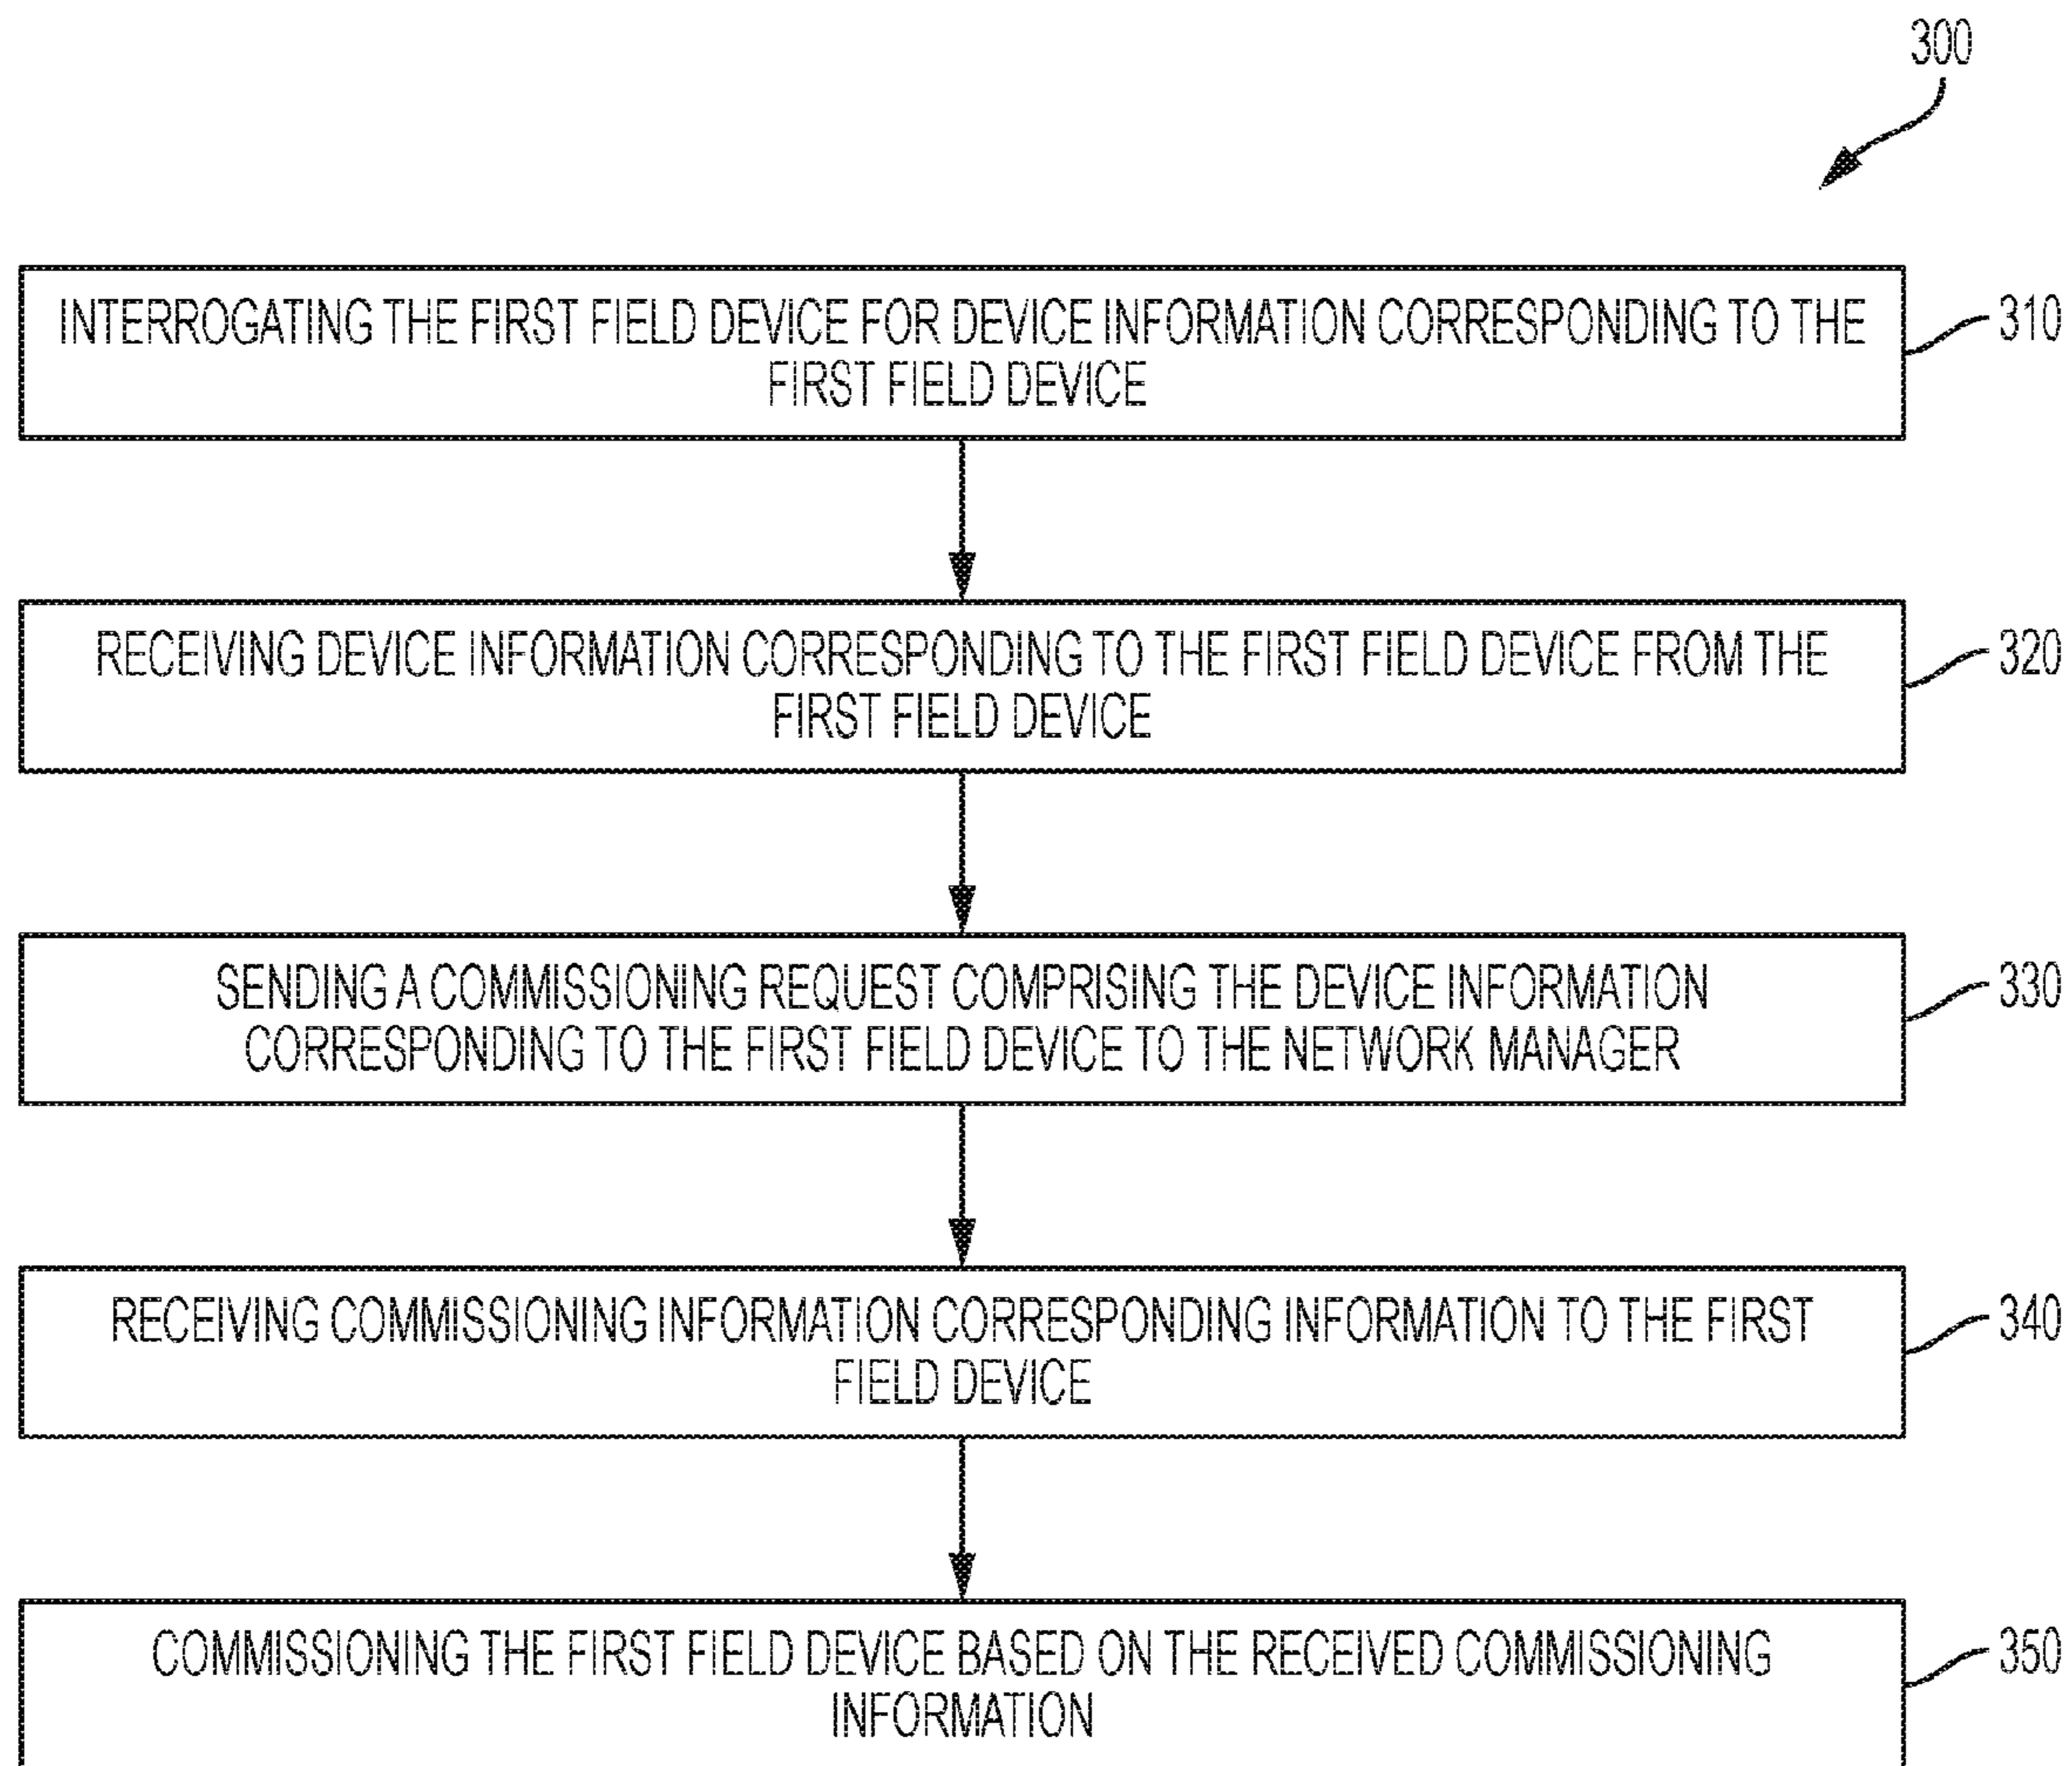 300
INTERROGATING THE FIRST FIELD DEVICE FOR DEVICE INFORMATION CORRESPONDING TO THE
FIRST FIELD DEVICE
310
RECEIVING DEVICE INFORMATION CORRESPONDING TO THE FIRST FIELD DEVICE FROM THE
FIRST FIELD DEVICE
320
SENDING A COMMISSIONING REQUEST COMPRISING THE DEVICE INFORMATION
CORRESPONDING TO THE FIRST FIELD DEVICE TO THE NETWORK MANAGER
330
RECEIVING COMMISSIONING INFORMATION CORRESPONDING INFORMATION TO THE FIRST
FIELD DEVICE
340
COMMISSIONING THE FIRST FIELD DEVICE BASED ON THE RECEIVED COMMISSIONING
INFORMATION
350